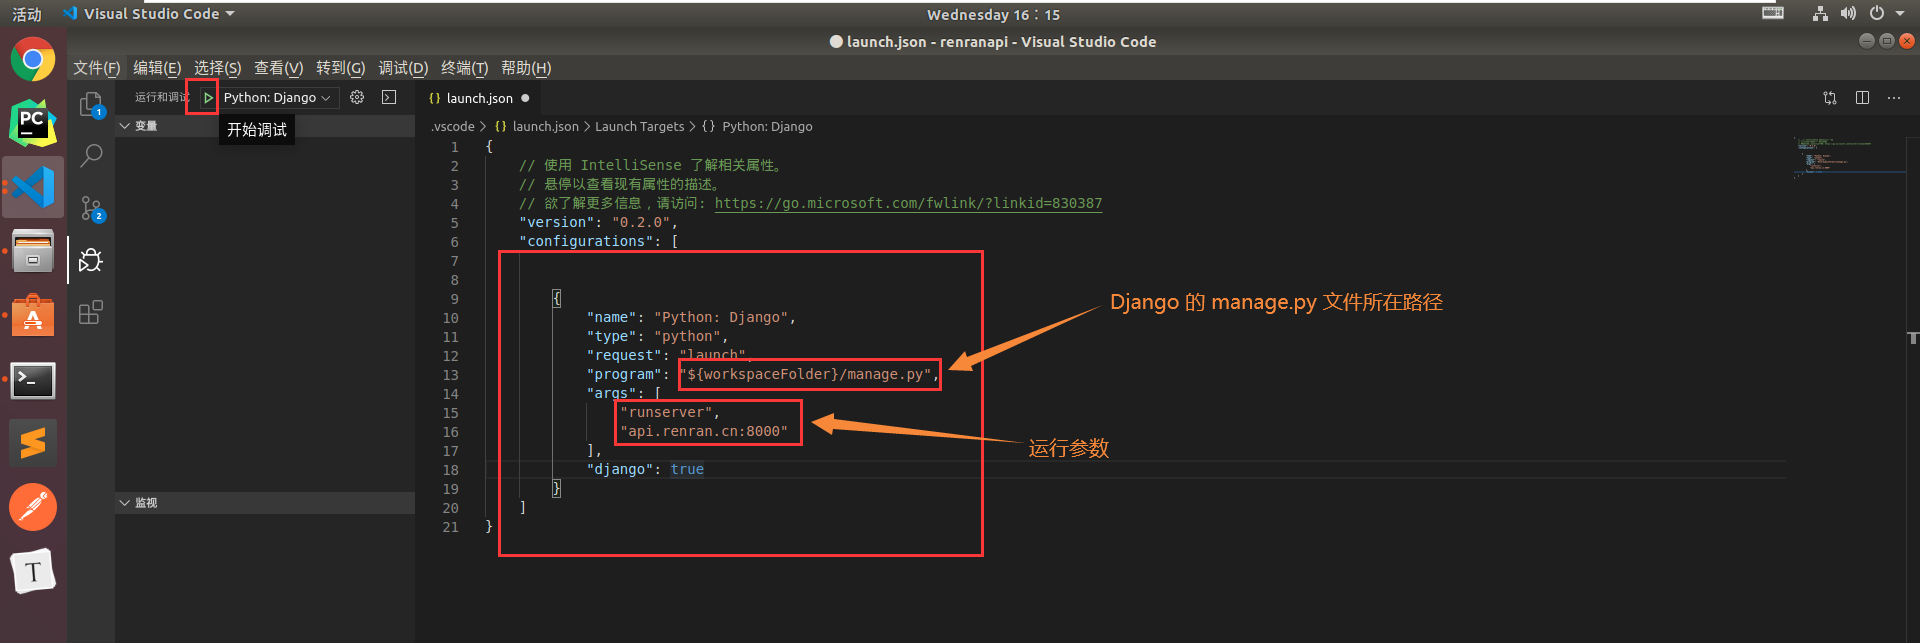 活动 Visual Studio Code Wednesday 16：15
launch.json - renranapi - Visual Studio Code
文件(F) 编辑(E) 选择(S) 查看(V) 转到(G) 调试(D) 终端(T) 帮助(H)
运行和调试 Python: Django
开始调试
变量
监视
1
2
PC
A
>_
T
{} launch.json
.vscode > {} launch.json > Launch Targets > {} Python: Django
1 {
2 // 使用 IntelliSense 了解相关属性。
3 // 悬停以查看现有属性的描述。
4 // 欲了解更多信息，请访问: https://go.microsoft.com/fwlink/?linkid=830387
5 "version": "0.2.0",
6 "configurations": [
7
8
9 {
10 "name": "Python: Django",
11 "type": "python",
12 "request": "launch",
13 "program": "${workspaceFolder}/manage.py",
14 "args": [
15 "runserver",
16 "api.renran.cn:8000"
17 ],
18 "django": true
19 }
20 ]
21 }
Django 的 manage.py 文件所在路径
运行参数